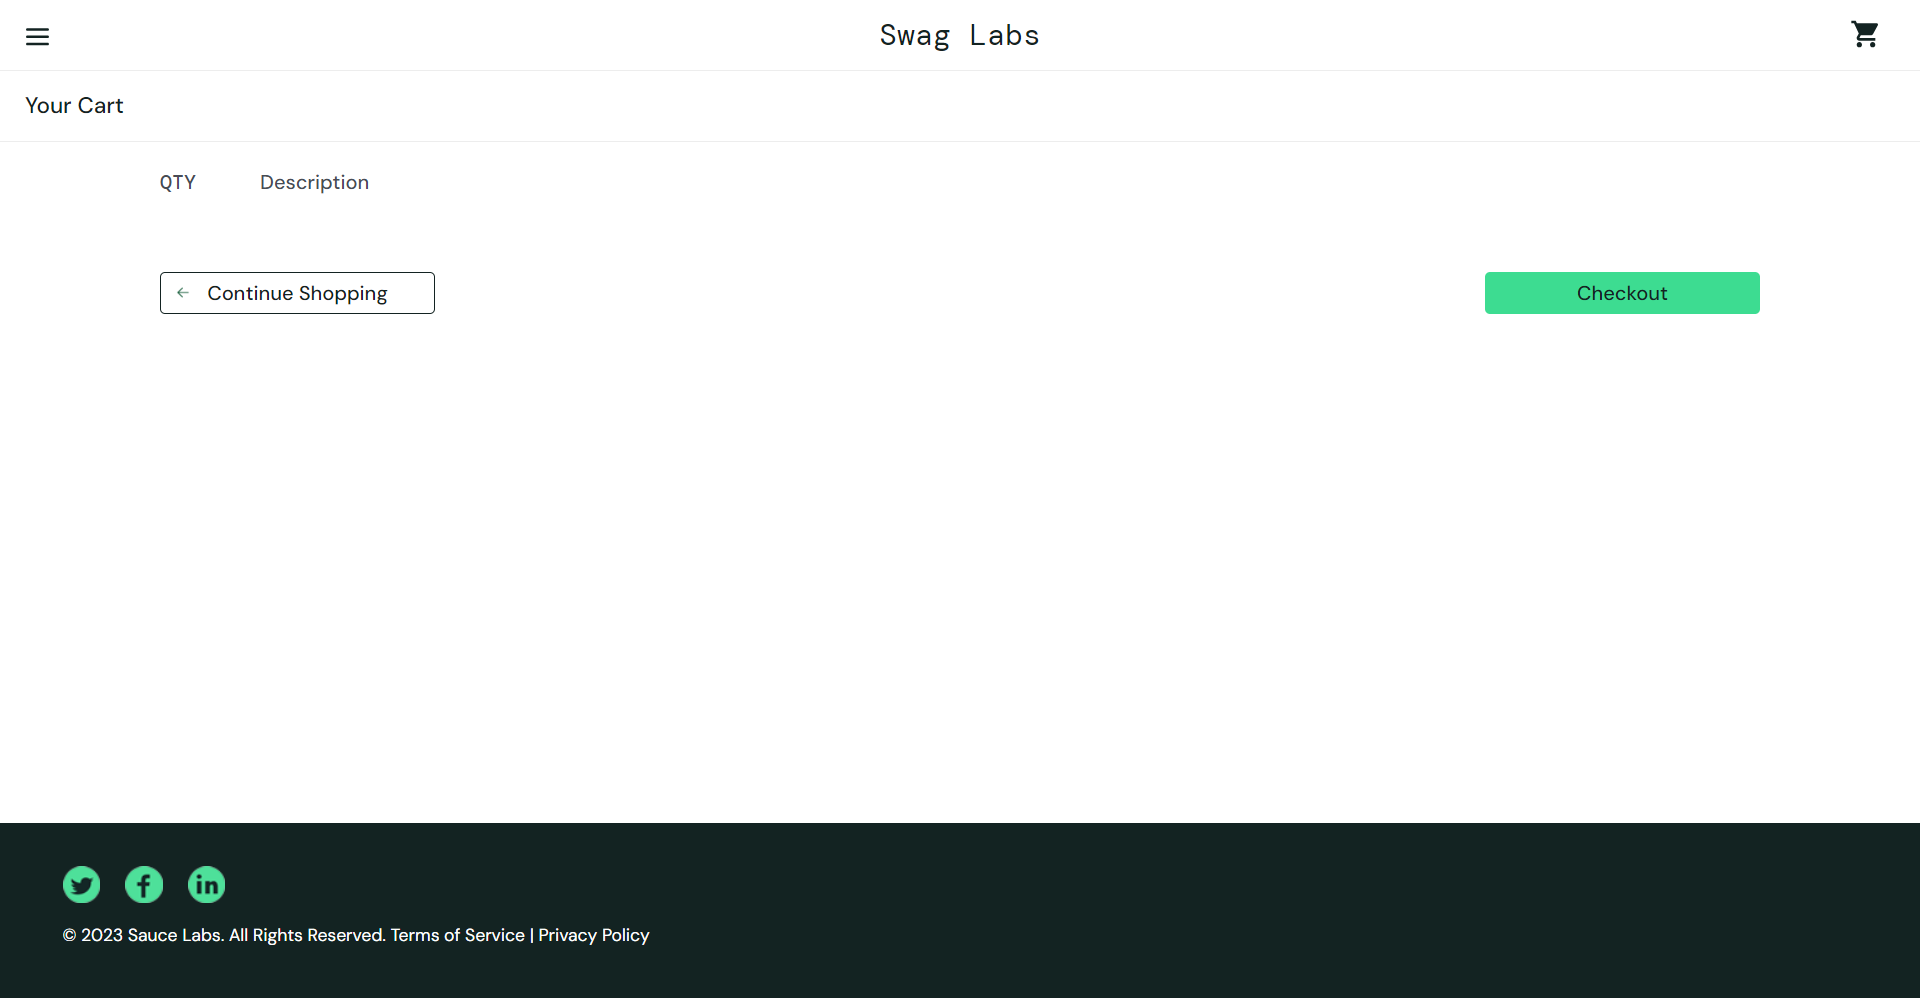 Swag Labs
Your Cart
QTY Description
Continue Shopping Checkout
© 2023 Sauce Labs. All Rights Reserved. Terms of Service | Privacy Policy